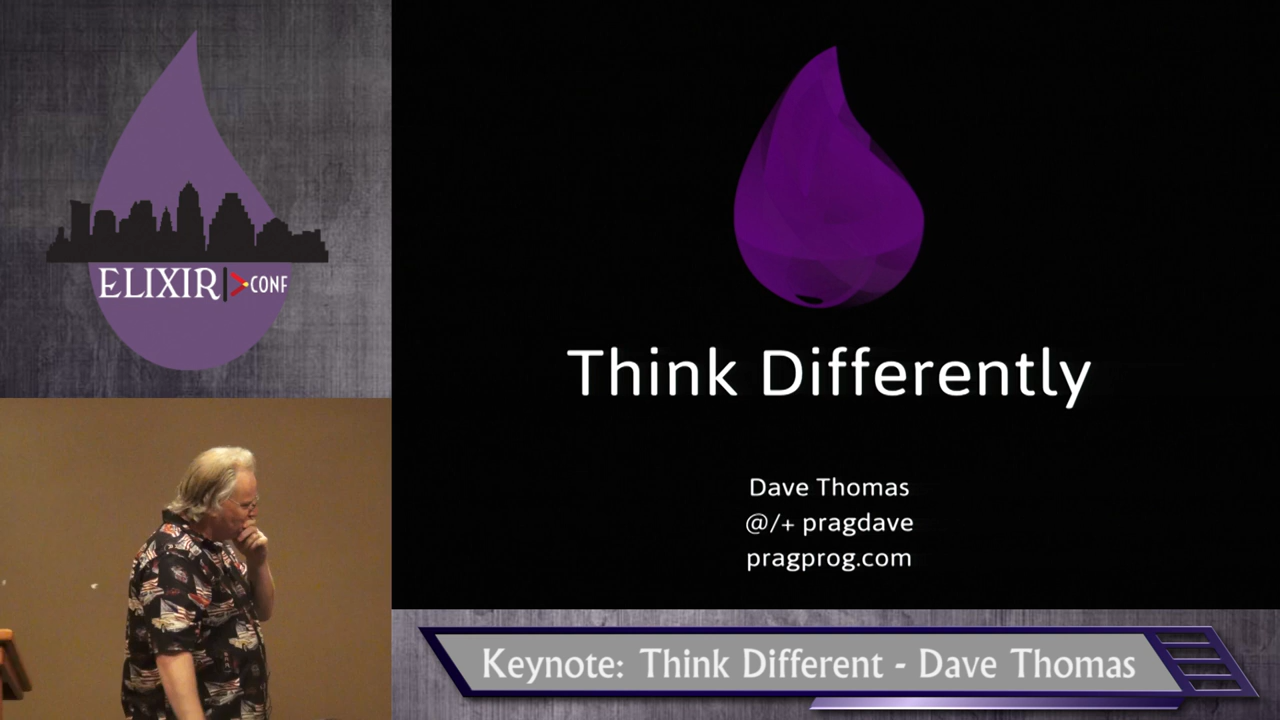 ELIXIR|>CONF
Think Differently
Dave Thomas
@/+ pragdave
pragprog.com
Keynote: Think Different - Dave Thomas